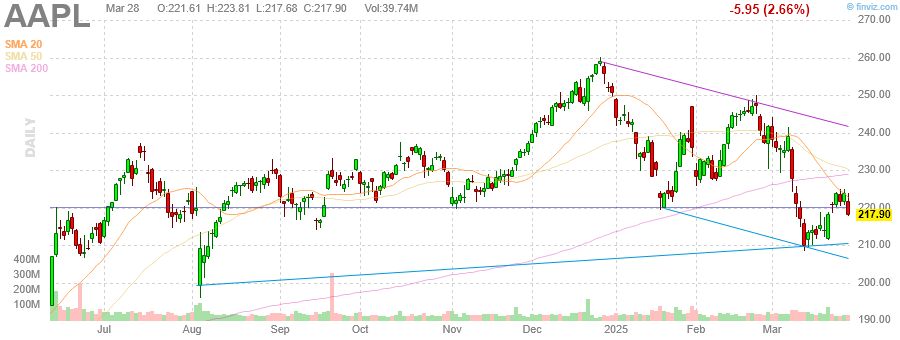 AAPL Mar 28 O:221.61 H:223.81 L:217.68 C:217.90 Vol:39.74M -5.95 (2.66%) © finviz.com
SMA 20
SMA 50
SMA 200
DAILY
270.00
260.00
250.00
240.00
230.00
220.00
217.90
210.00
200.00
190.00
400M
300M
200M
100M
Jul Aug Sep Oct Nov Dec 2025 Feb Mar